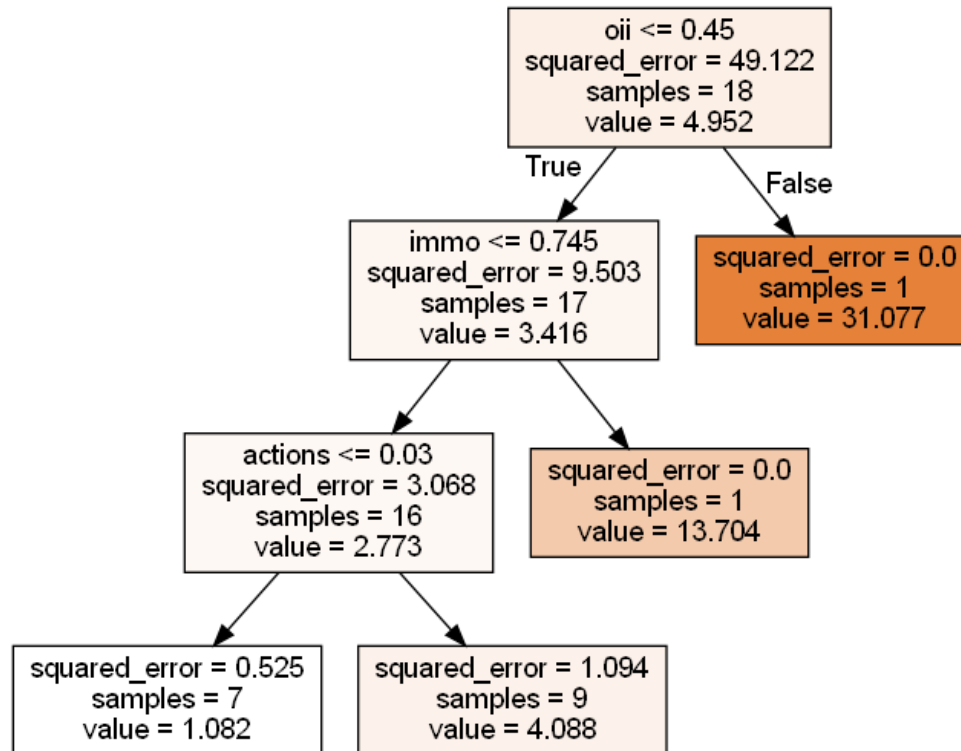 oii <= 0.45
squared_error = 49.122
samples = 18
value = 4.952
True
False
immo <= 0.745
squared_error = 9.503
samples = 17
value = 3.416
squared_error = 0.0
samples = 1
value = 31.077
actions <= 0.03
squared_error = 3.068
samples = 16
value = 2.773
squared_error = 0.0
samples = 1
value = 13.704
squared_error = 0.525
samples = 7
value = 1.082
squared_error = 1.094
samples = 9
value = 4.088